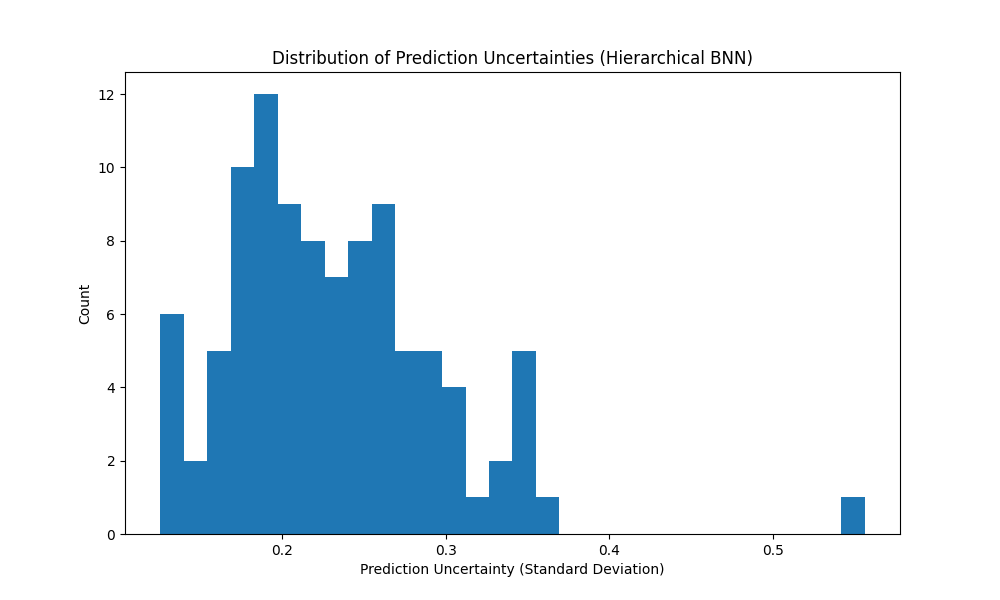 Distribution of Prediction Uncertainties (Hierarchical BNN)
12
10
8
6
4
2
0
Count
0.2 0.3 0.4 0.5
Prediction Uncertainty (Standard Deviation)